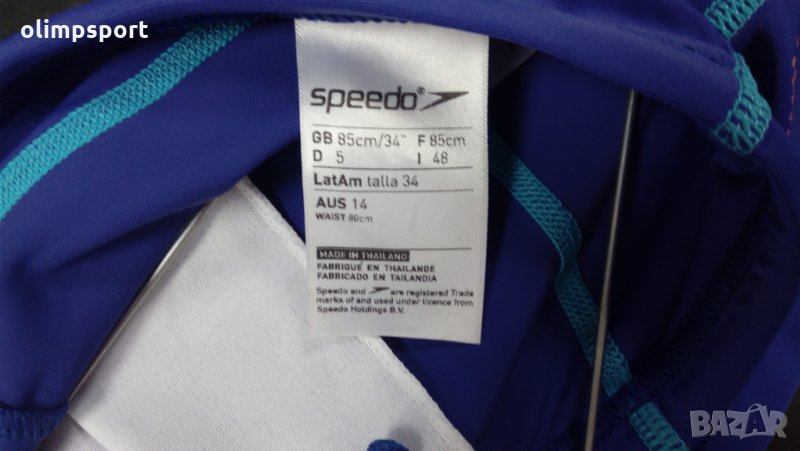 olimpsport
speedo®
GB 85cm/34" F 85cm
D 5 I 48
LatAm talla 34
AUS 14
WAIST 80cm
MADE IN THAILAND
FABRIQUÉ EN THAILANDE
FABRICADO EN TAILANDIA
Speedo and are registered Trade
marks of and used under licence from
Speedo Holdings B.V.
BAZAR